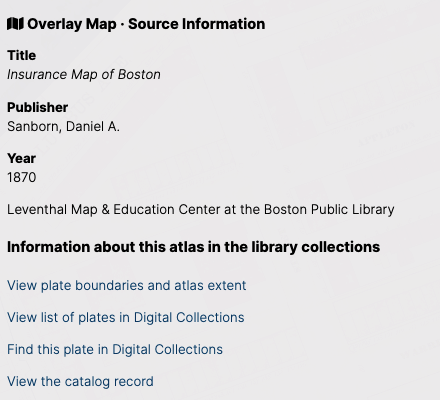 Overlay Map · Source Information
Title
Insurance Map of Boston
Publisher
Sanborn, Daniel A.
Year
1870
Leventhal Map & Education Center at the Boston Public Library
Information about this atlas in the library collections
View plate boundaries and atlas extent
View list of plates in Digital Collections
Find this plate in Digital Collections
View the catalog record